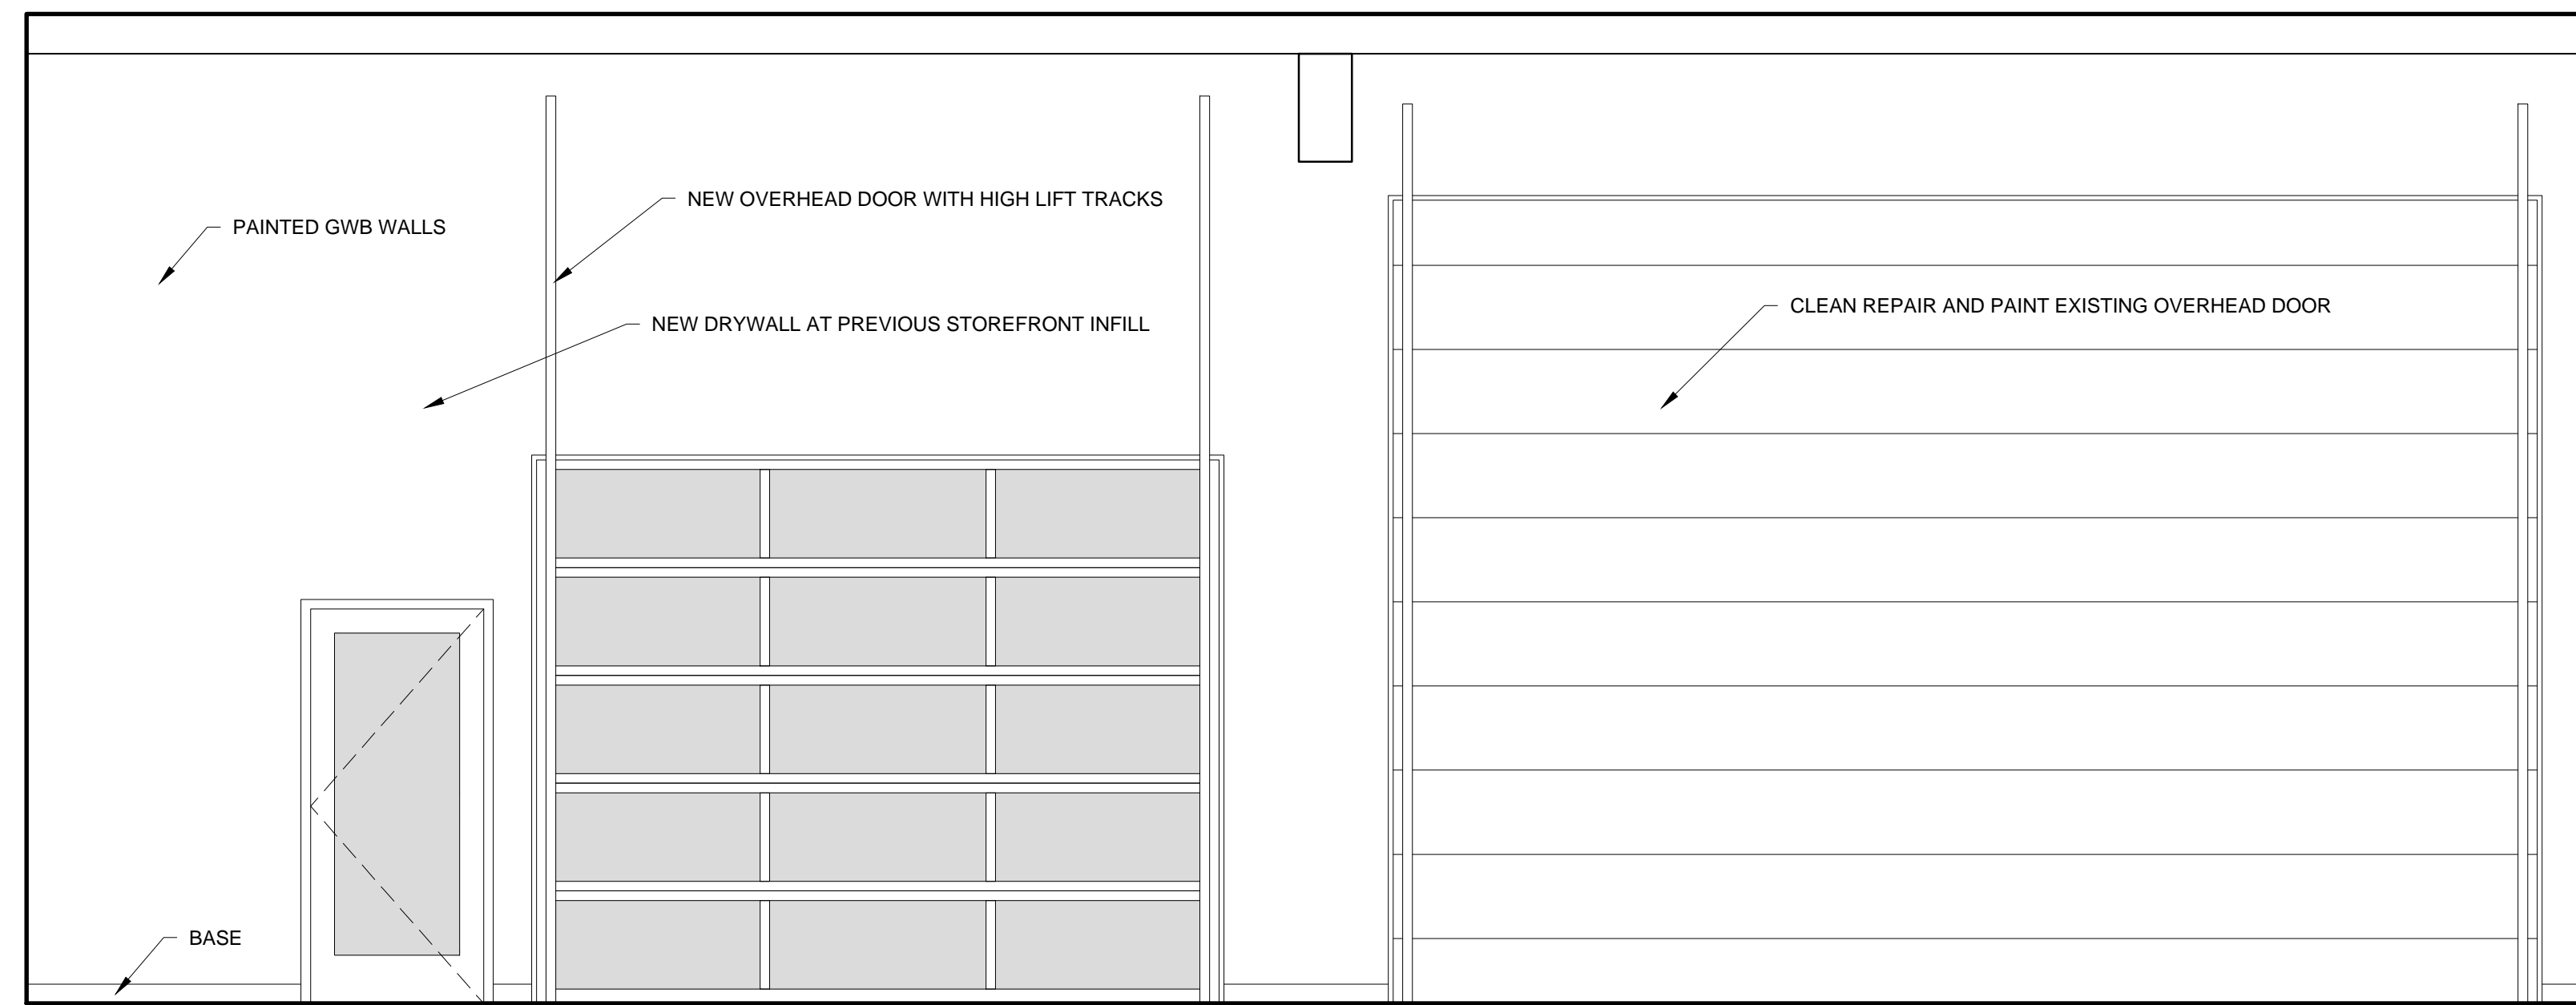 NEW OVERHEAD DOOR WITH HIGH LIFT TRACKS
PAINTED GWB WALLS
CLEAN REPAIR AND PAINT EXISTING OVERHEAD DOOR
NEW DRYWALL AT PREVIOUS STOREFRONT INFILL
BASE